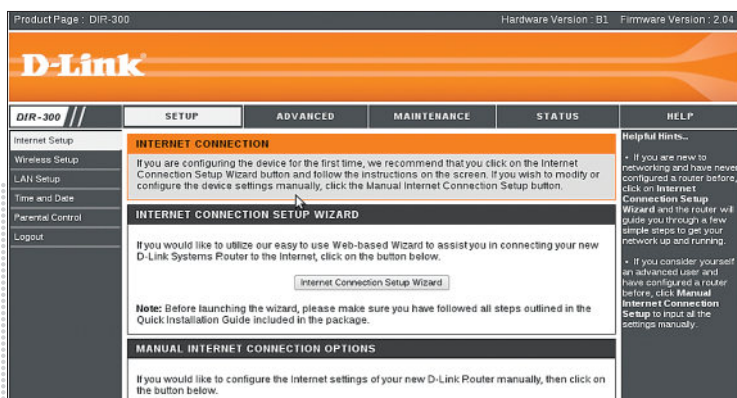 Product Page : DIR-300
Hardware Version : B1 Firmware Version : 2.04
D-Link
DIR-300
SETUP
ADVANCED
MAINTENANCE
STATUS
HELP
Internet Setup
Wireless Setup
LAN Setup
Time and Date
Parental Control
Logout
INTERNET CONNECTION
If you are configuring the device for the first time, we recommend that you click on the Internet
Connection Setup Wizard button and follow the instructions on the screen. If you wish to modify or
configure the device settings manually, click the Manual Internet Connection Setup button.
INTERNET CONNECTION SETUP WIZARD
If you would like to utilize our easy to use Web-based Wizard to assist you in connecting your new
D-Link Systems Router to the Internet, click on the button below.
Internet Connection Setup Wizard
Note: Before launching the wizard, please make sure you have followed all steps outlined in the
Quick Installation Guide included in the package.
MANUAL INTERNET CONNECTION OPTIONS
If you would like to configure the Internet settings of your new D-Link Router manually, then click on
the button below.
Helpful Hints...
• If you are new to
networking and have never
configured a router before,
click on Internet
Connection Setup
Wizard and the router will
guide you through a few
simple steps to get your
network up and running.
• If you consider yourself
an advanced user and
have configured a router
before, click Manual
Internet Connection
Setup to input all the
settings manually.